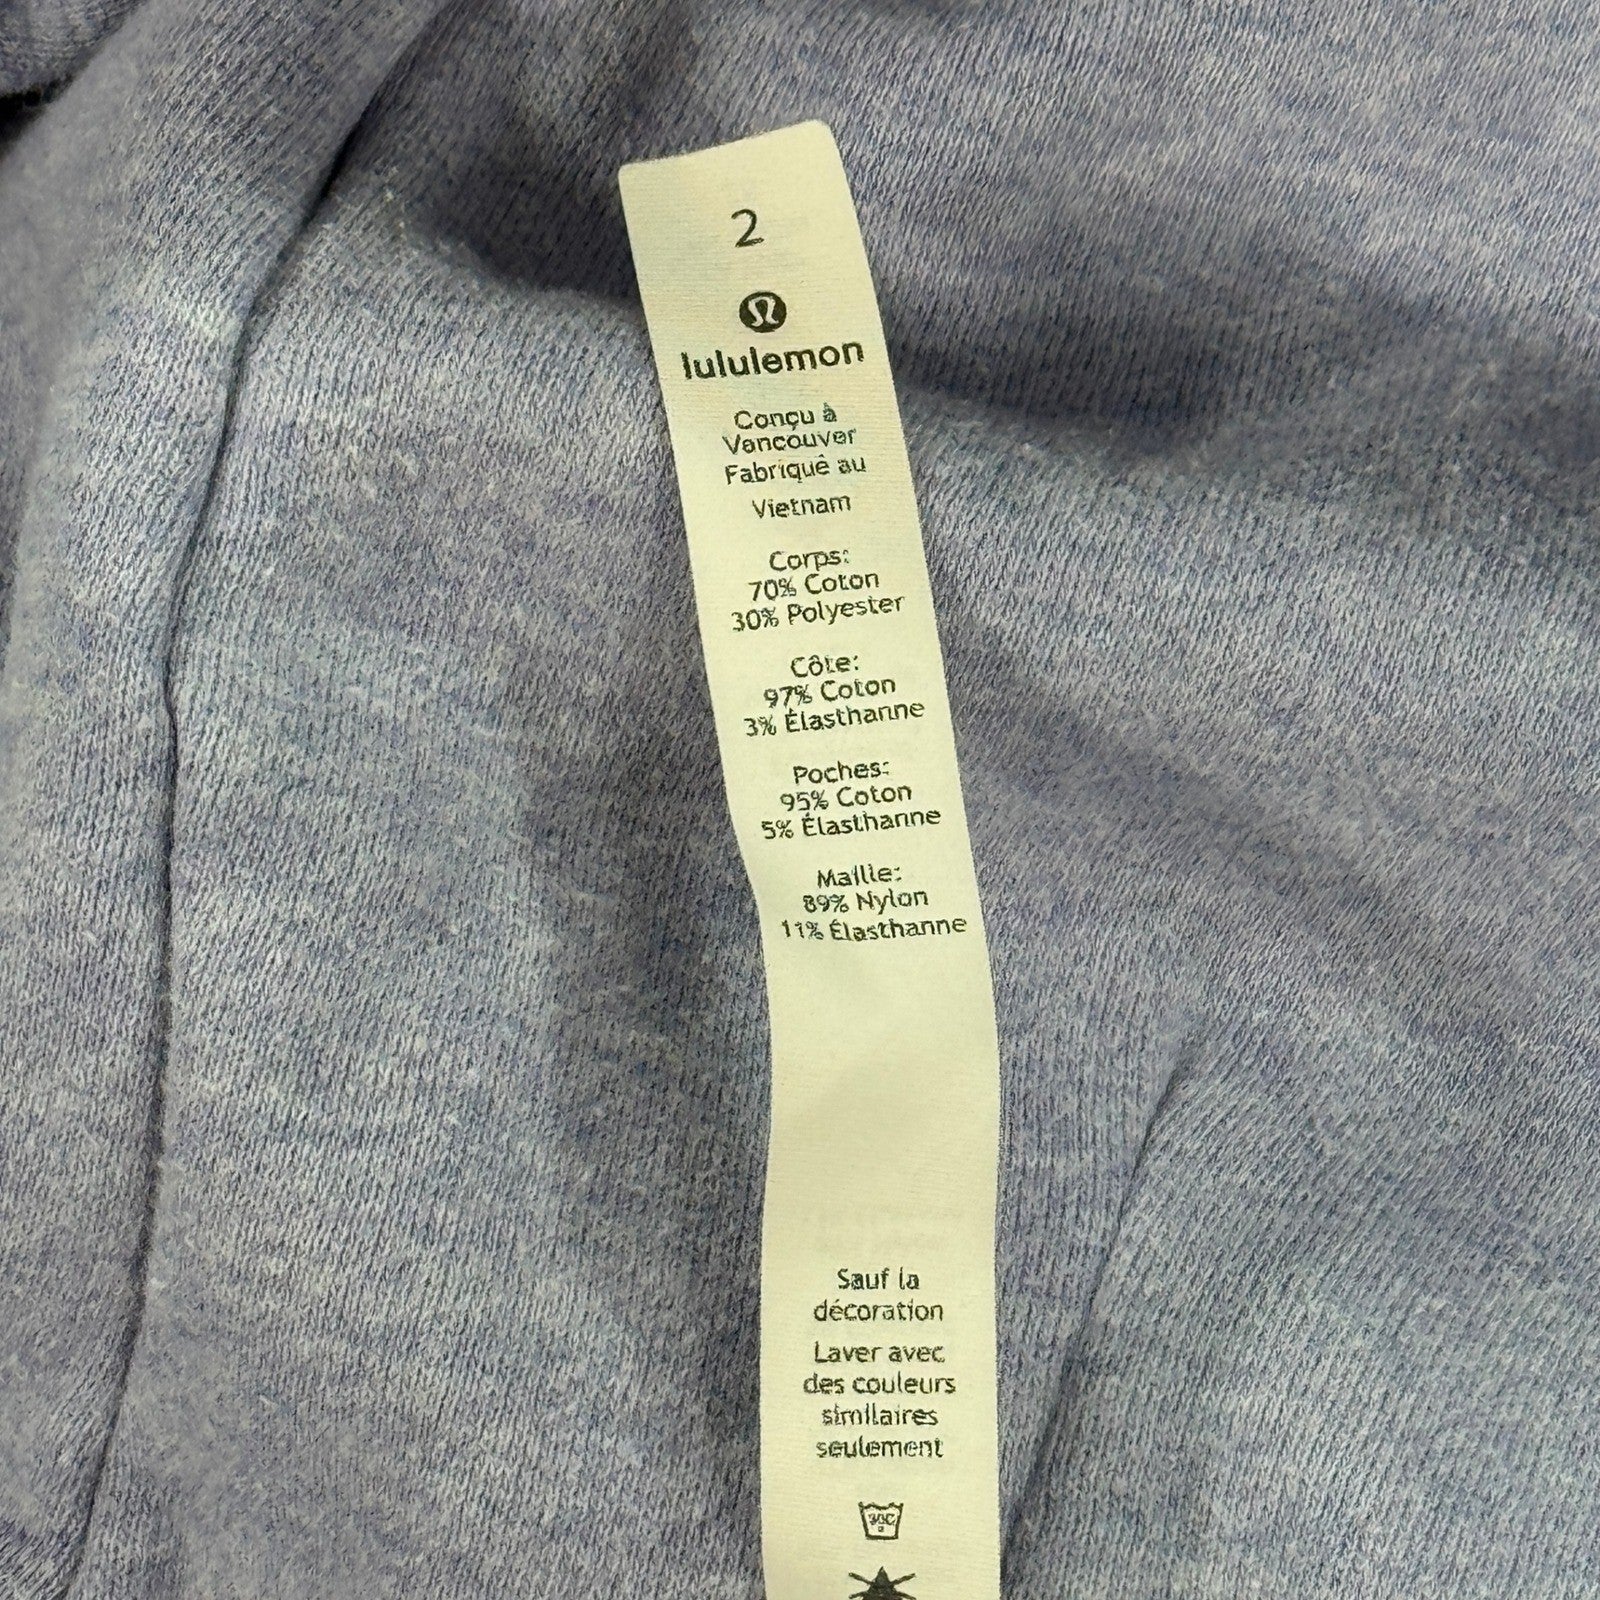 2
lululemon
Conçu à
Vancouver
Fabriqué au
Vietnam
Corps:
70% Coton
30% Polyester
Côte:
97% Coton
3% Élasthanne
Poches:
95% Coton
5% Élasthanne
Maille:
89% Nylon
11% Élasthanne
Sauf la
décoration
Laver avec
des couleurs
similaires
seulement
30C